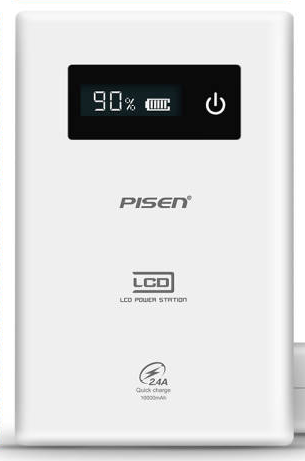 90%
PISEN®
LCD
LCD POWER STATION
2.4A
Quick charge
10000mAh